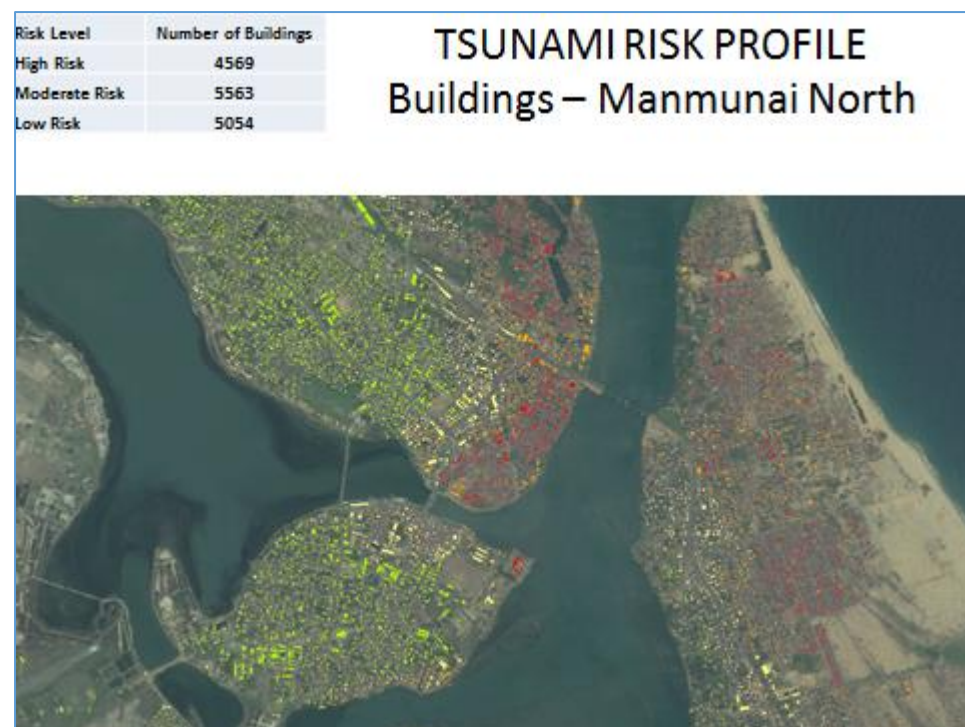 Risk Level Number of Buildings
High Risk 4569
Moderate Risk 5563
Low Risk 5054
TSUNAMI RISK PROFILE
Buildings – Manmunai North